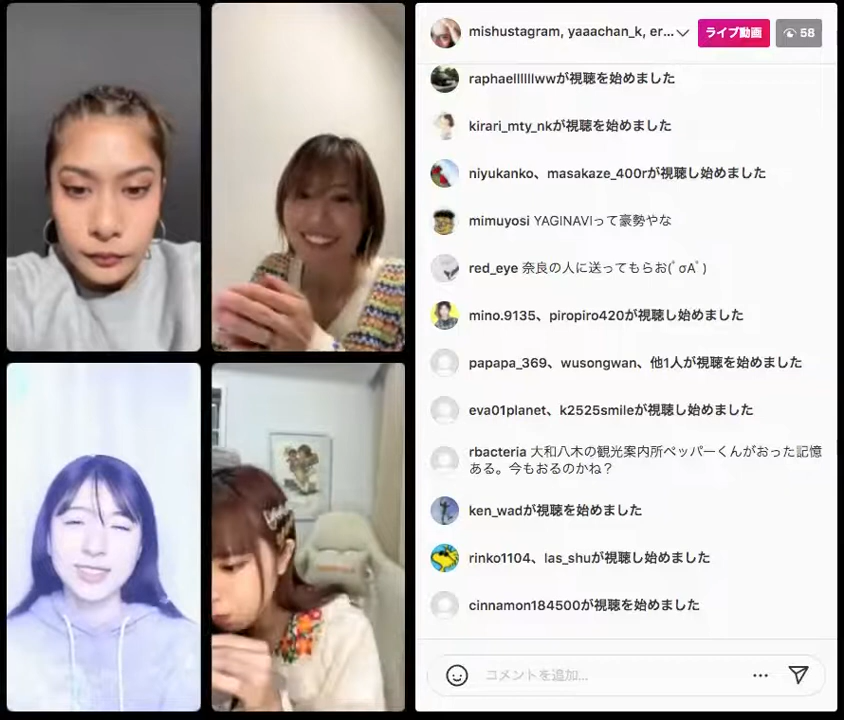 mishustagram, yaaachan_k, er...
ライブ動画
58
raphaelllllllwwが視聴を始めました
kirari_mty_nkが視聴を始めました
niyukanko、masakaze_400rが視聴し始めました
mimuyosi YAGINAVIって豪勢やな
red_eye 奈良の人に送ってもらお(ﾟσAﾟ)
mino.9135、piropiro420が視聴し始めました
papapa_369、wusongwan、他1人が視聴を始めました
eva01planet、k2525smileが視聴し始めました
rbacteria 大和八木の観光案内所ペッパーくんがおった記憶
ある。今もおるのかね？
ken_wadが視聴を始めました
rinko1104、las_shuが視聴し始めました
cinnamon184500が視聴を始めました
コメントを追加...